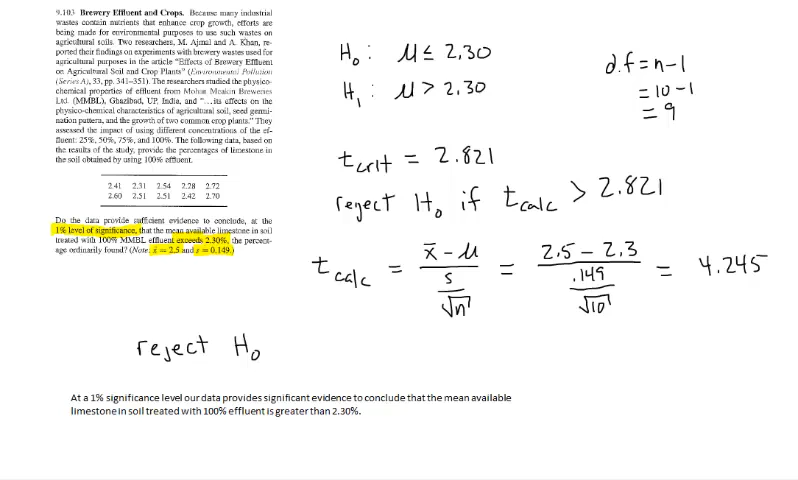 9.103 Brewery Effluent and Crops. Because many industrial
wastes contain nutrients that enhance crop growth, efforts are
being made for environmental purposes to use such wastes on
agricultural soils. Two researchers, M. Ajmal and A. Khan, re-
ported their findings on experiments with brewery wastes used for
agricultural purposes in the article "Effects of Brewery Effluent
on Agricultural Soil and Crop Plants" (Environmental Pollution
(Series A), 33, pp. 341–351). The researchers studied the physico-
chemical properties of effluent from Mohan Meakin Breweries
Ltd. (MMBL), Ghazibad, UP, India, and "…its effects on the
physico-chemical characteristics of agricultural soil, seed germi-
nation pattern, and the growth of two common crop plants." They
assessed the impact of using different concentrations of the ef-
fluent: 25%, 50%, 75%, and 100%. The following data, based on
the results of the study, provide the percentages of limestone in
the soil obtained by using 100% effluent.
2.41 2.31 2.54 2.28 2.72
2.60 2.51 2.51 2.42 2.70
Do the data provide sufficient evidence to conclude, at the
1% level of significance, that the mean available limestone in soil
treated with 100% MMBL effluent exceeds 2.30%, the percent-
age ordinarily found? (Note: x̄ = 2.5 and s = 0.149.)
H₀: μ ≤ 2.30
H₁: μ > 2.30
d.f = n-1
= 10-1
= 9
tcrit = 2.821
reject H₀ if tcalc > 2.821
tcalc = (x̄ - μ) / (s/√n) = (2.5 - 2.3) / (.149/√10) = 4.245
reject H₀
At a 1% significance level our data provides significant evidence to conclude that the mean available
limestone in soil treated with 100% effluent is greater than 2.30%.